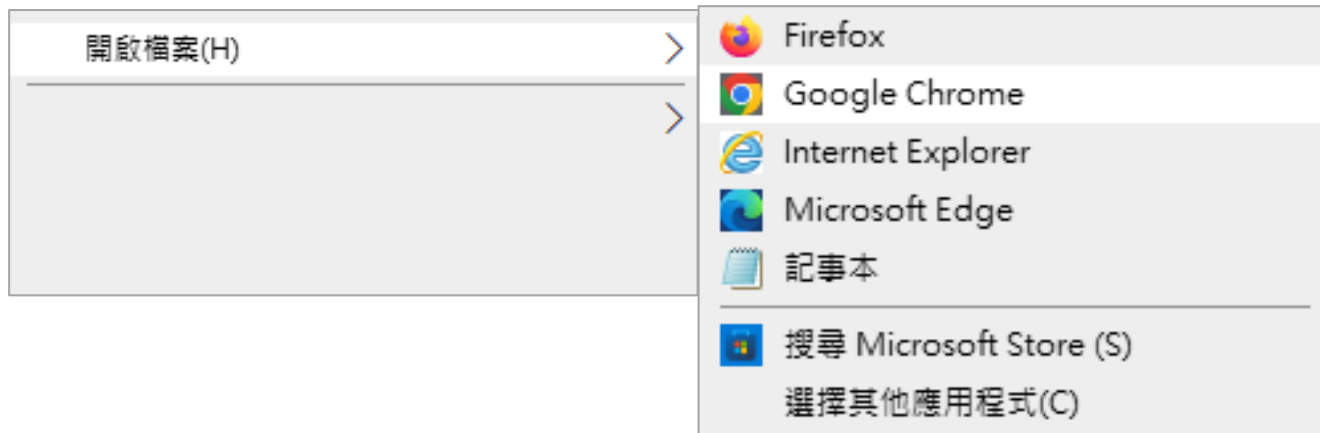 開啟檔案(H)
Firefox
Google Chrome
Internet Explorer
Microsoft Edge
記事本
搜尋 Microsoft Store (S)
選擇其他應用程式(C)